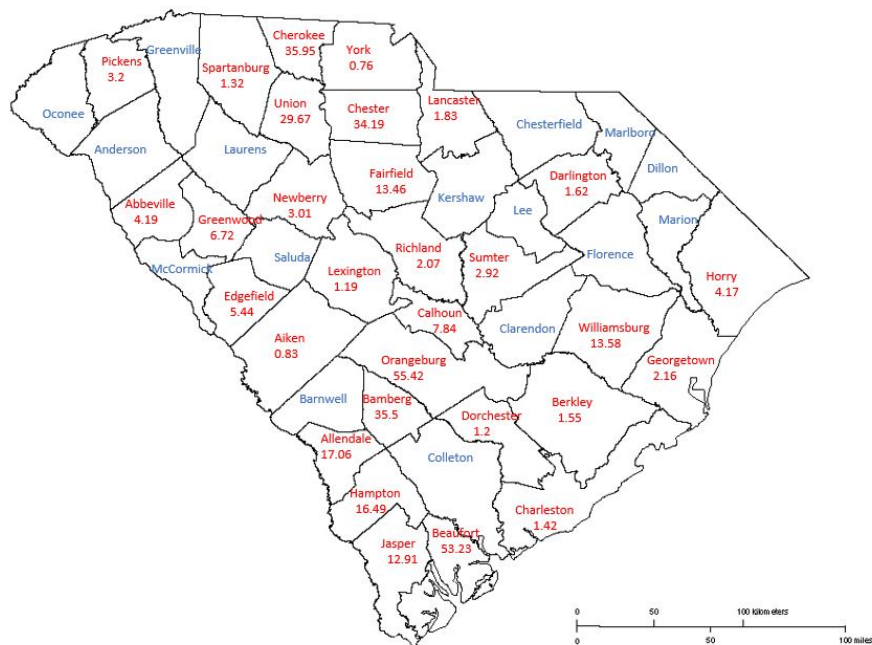 Cherokee
35.95
York
0.76
Greenville
Pickens
3.2
Spartanburg
1.32
Union
29.67
Chester
34.19
Lancaster
1.83
Oconee
Chesterfield
Marlboro
Anderson
Laurens
Dillon
Fairfield
13.46
Darlington
1.62
Kershaw
Newberry
3.01
Abbeville
4.19
Greenwood
6.72
Lee
Marion
Richland
2.07
Sumter
2.92
Florence
Saluda
McCormick
Lexington
1.19
Horry
4.17
Edgefield
5.44
Calhoun
7.84
Clarendon
Williamsburg
13.58
Aiken
0.83
Orangeburg
55.42
Georgetown
2.16
Barnwell
Bamberg
35.5
Berkley
1.55
Dorchester
1.2
Allendale
17.06
Colleton
Hampton
16.49
Charleston
1.42
Beaufort
53.23
Jasper
12.91
0 50 100 kilometers
0 50 100 miles